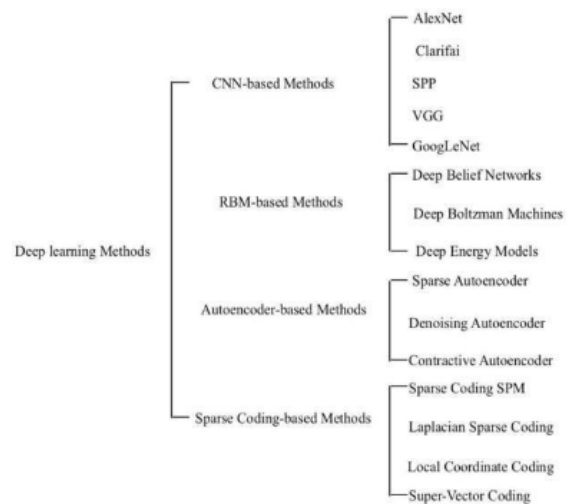 Deep learning Methods
CNN-based Methods
AlexNet
Clarifai
SPP
VGG
GoogLeNet
RBM-based Methods
Deep Belief Networks
Deep Boltzman Machines
Deep Energy Models
Autoencoder-based Methods
Sparse Autoencoder
Denoising Autoencoder
Contractive Autoencoder
Sparse Coding-based Methods
Sparse Coding SPM
Laplacian Sparse Coding
Local Coordinate Coding
Super-Vector Coding